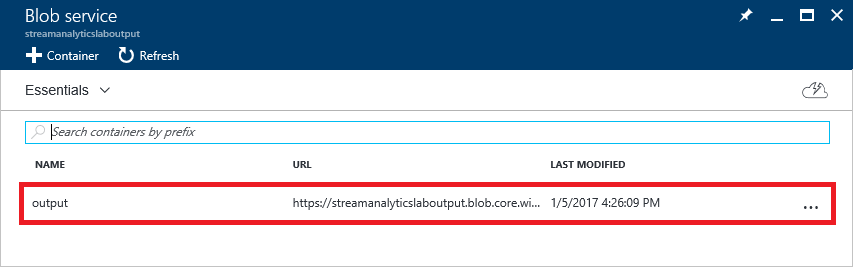 Blob service
streamanalyticslaboutput
Container Refresh
Essentials
Search containers by prefix
NAME URL LAST MODIFIED
output https://streamanalyticslaboutput.blob.core.wi... 1/5/2017 4:26:09 PM ...